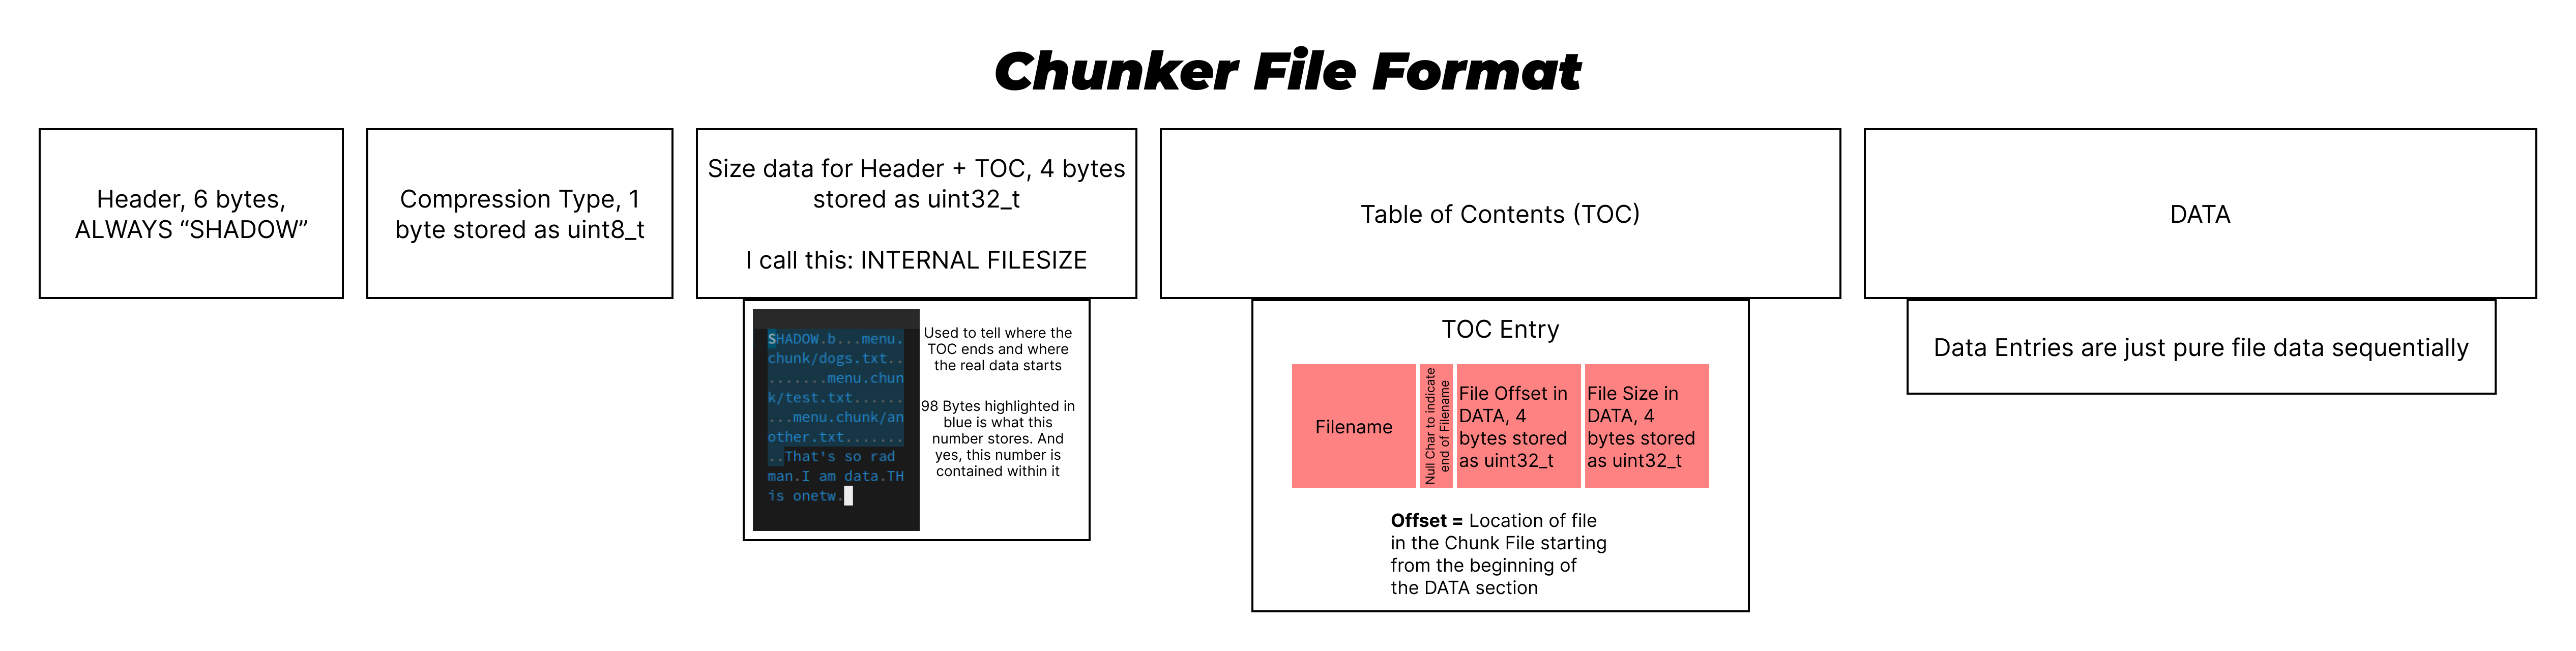 Chunker File Format
Header, 6 bytes,
ALWAYS “SHADOW”
Compression Type, 1
byte stored as uint8_t
Size data for Header + TOC, 4 bytes
stored as uint32_t
I call this: INTERNAL FILESIZE
SHADOW.b...menu.
chunk/dogs.txt..
.......menu.chun
k/test.txt......
...menu.chunk/an
other.txt.......
..That's so rad
man.I am data.TH
is onetw.
Used to tell where the
TOC ends and where
the real data starts
98 Bytes highlighted in
blue is what this
number stores. And
yes, this number is
contained within it
Table of Contents (TOC)
TOC Entry
Filename
Null Char to indicate
end of Filename
File Offset in
DATA, 4
bytes stored
as uint32_t
File Size in
DATA, 4
bytes stored
as uint32_t
Offset = Location of file
in the Chunk File starting
from the beginning of
the DATA section
DATA
Data Entries are just pure file data sequentially